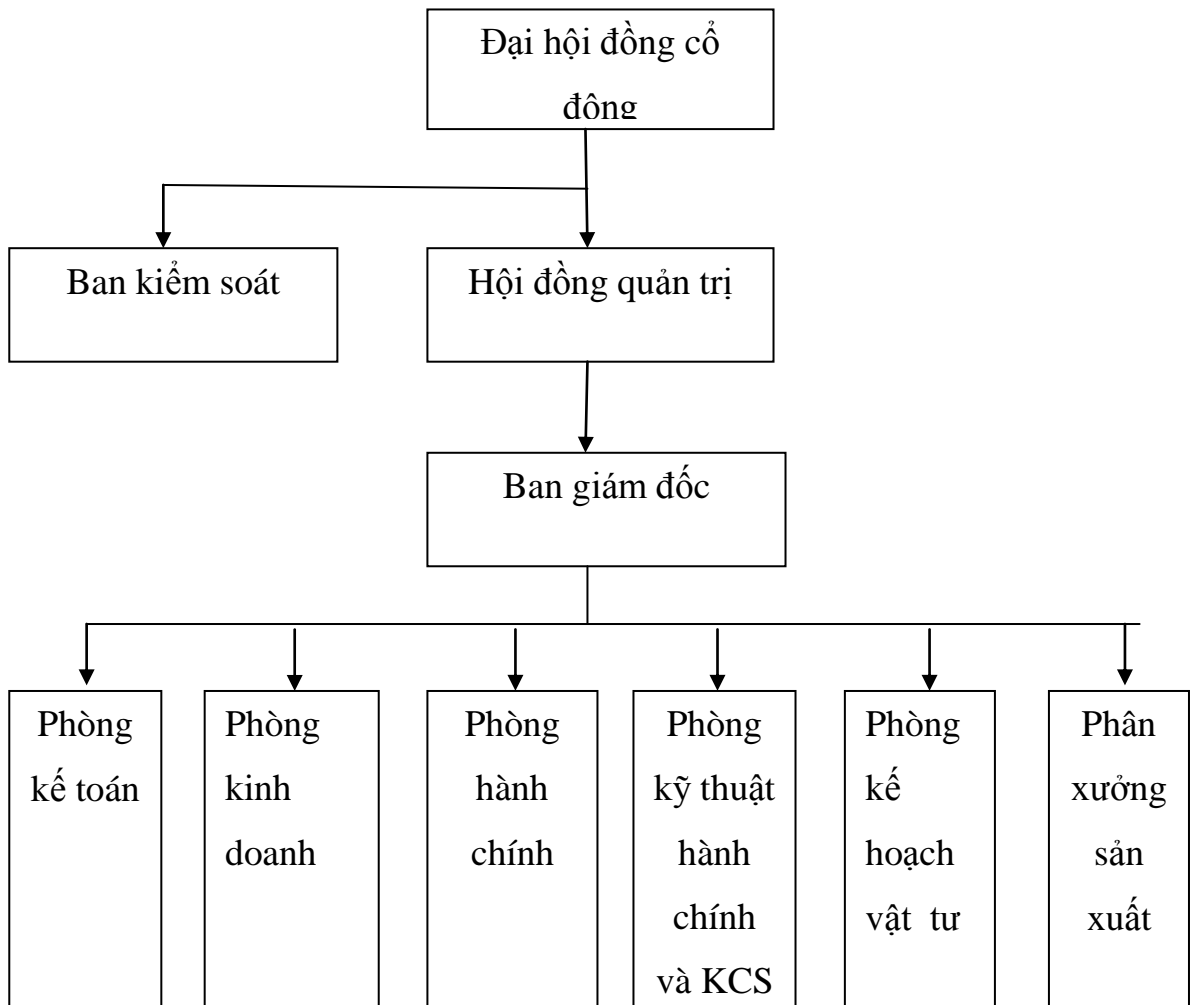 Đại hội đồng cổ
đông
Ban kiểm soát
Hội đồng quản trị
Ban giám đốc
Phòng
kế toán
Phòng
kinh
doanh
Phòng
hành
chính
Phòng
kỹ thuật
hành
chính
và KCS
Phòng
kế
hoạch
vật tư
Phân
xưởng
sản
xuất